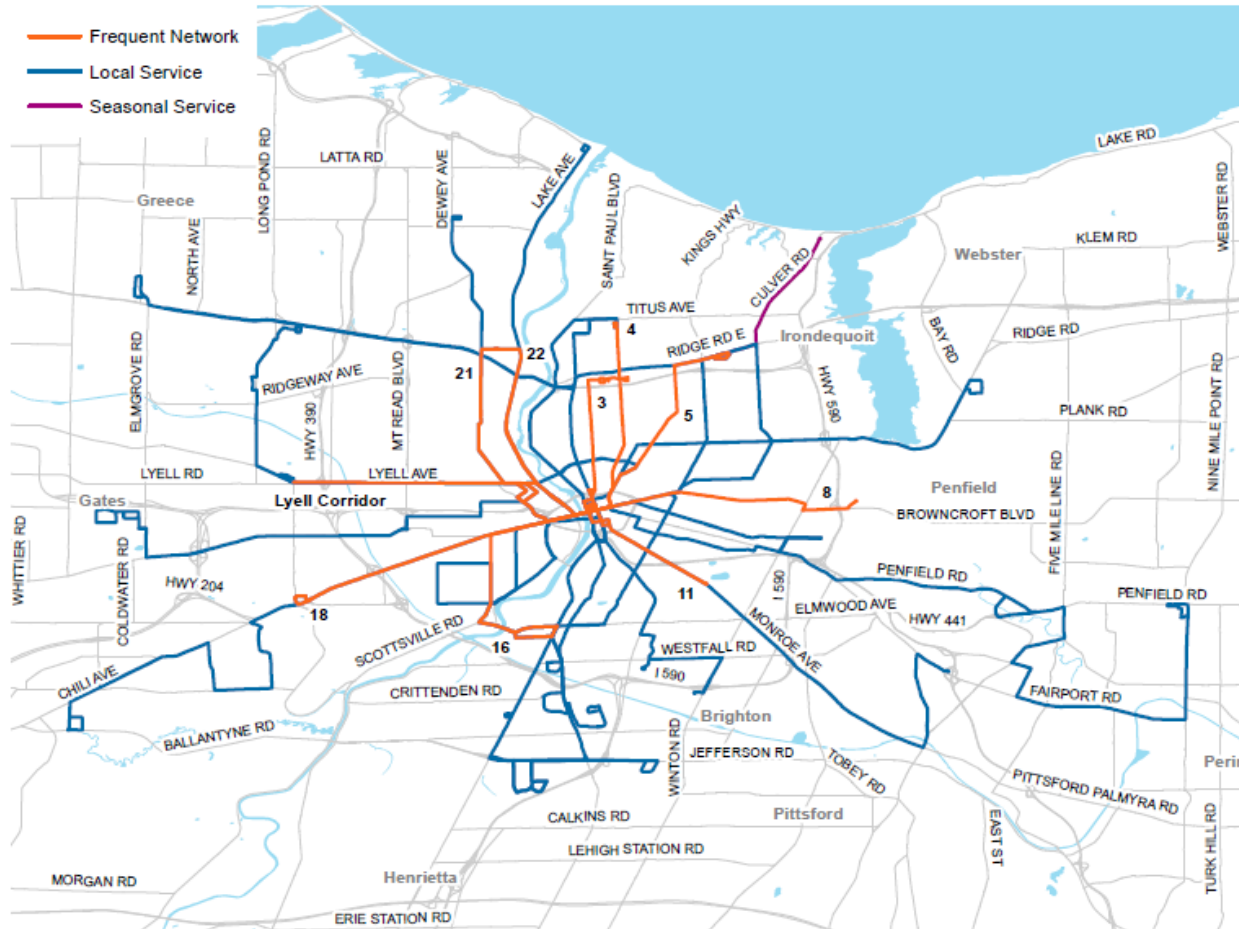 Frequent Network
Local Service
Seasonal Service
LAKE RD
LATTA RD
LONG POND RD
DEWEY AVE
LAKE AVE
SAINT PAUL BLVD
KINGS HWY
WEBSTER RD
Greece
NORTH AVE
CULVER RD
Webster
KLEM RD
TITUS AVE
4
RIDGE RD E
Irondequoit
BAY RD
RIDGE RD
22
21
ELMGROVE RD
RIDGEWAY AVE
MT READ BLVD
HWY 390
3
5
HWY 590
PLANK RD
NINE MILE POINT RD
LYELL RD
LYELL AVE
Gates
Lyell Corridor
8
Penfield
BROWNCROFT BLVD
FIVE MILE LINE RD
WHITTIER RD
COLDWATER RD
HWY 204
18
SCOTTSVILLE RD
16
11
I 590
PENFIELD RD
ELMWOOD AVE
HWY 441
PENFIELD RD
MONROE AVE
WESTFALL RD
I 590
CHILI AVE
CRITTENDEN RD
FAIRPORT RD
BALLANTYNE RD
Brighton
WINTON RD
JEFFERSON RD
TOBEY RD
Perin
PITTSFORD PALMYRA RD
CALKINS RD
Pittsford
EAST ST
TURK HILL RD
LEHIGH STATION RD
MORGAN RD
Henrietta
ERIE STATION RD